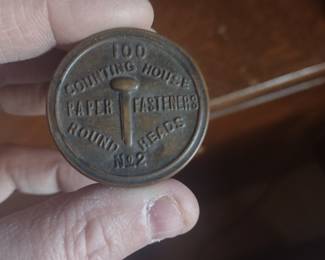 100
COUNTING HOUSE
PAPER FASTENERS
ROUND HEADS
No2